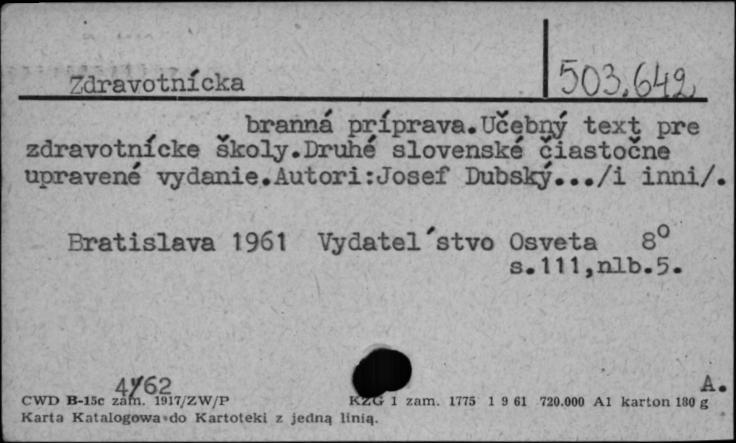 Zdravotnícka
503.642
branná príprava.Učebný text pre
zdravotnícke školy.Druhé slovenské čiastočne
upravené vydanie.Autori:Josef Dubský.../i inni/.
Bratislava 1961 Vydateľstvo Osveta 8⁰
s.111,nlb.5.
4/62
A.
CWD B-15c zam. 1917/ZW/P
KZG 1 zam. 1775 1 9 61 720.000 A1 karton 180 g
Karta Katalogowa do Kartoteki z jedną linią.